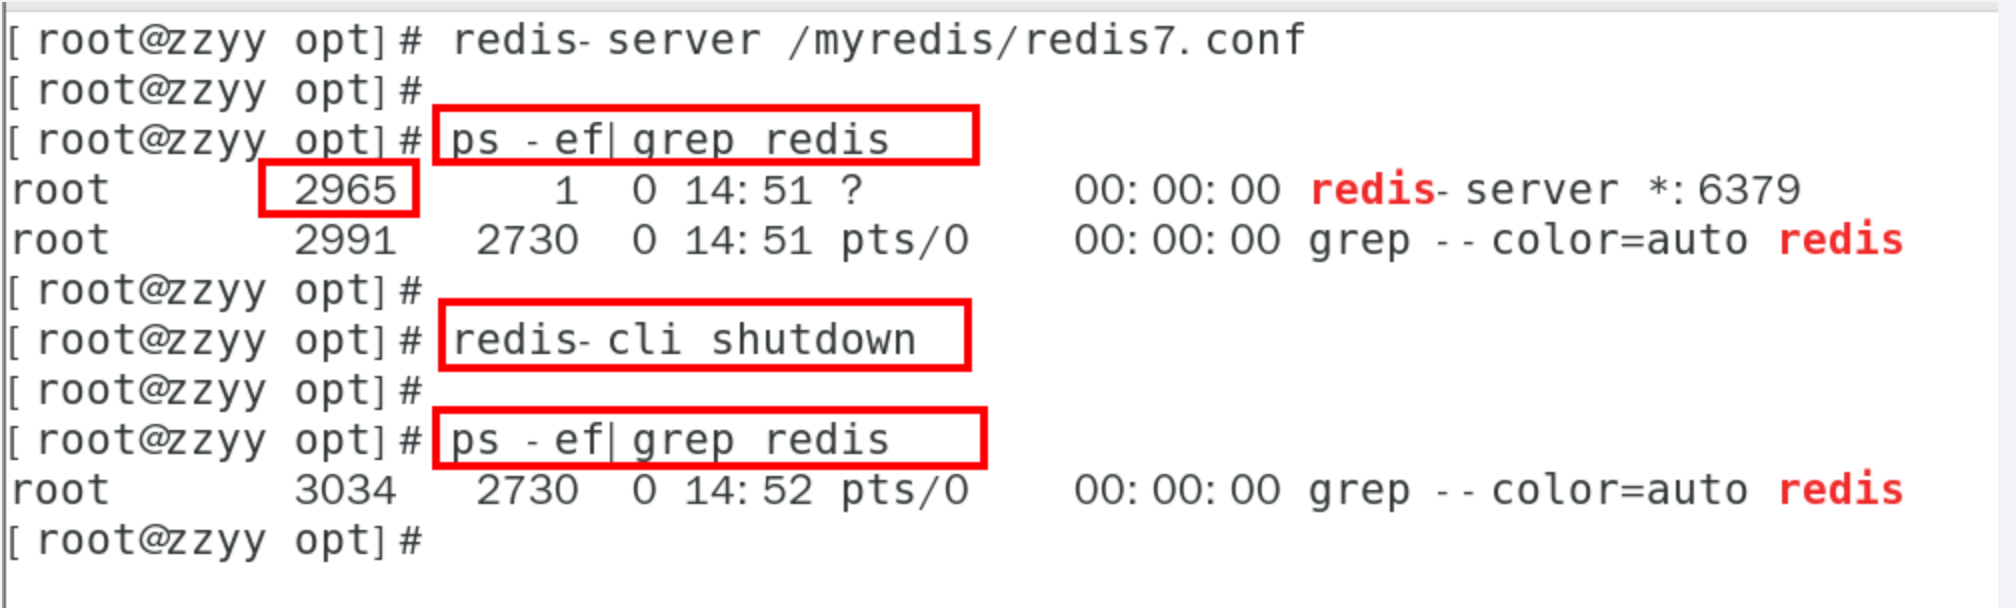 [root@zzyy opt]# redis-server /myredis/redis7.conf
[root@zzyy opt]#
[root@zzyy opt]# ps -ef|grep redis
root 2965 1 0 14:51 ? 00:00:00 redis-server *:6379
root 2991 2730 0 14:51 pts/0 00:00:00 grep --color=auto redis
[root@zzyy opt]#
[root@zzyy opt]# redis-cli shutdown
[root@zzyy opt]#
[root@zzyy opt]# ps -ef|grep redis
root 3034 2730 0 14:52 pts/0 00:00:00 grep --color=auto redis
[root@zzyy opt]#